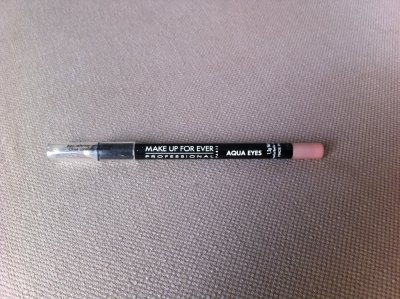 MAKE UP FOR EVER
PROFESSIONAL
AQUA EYES